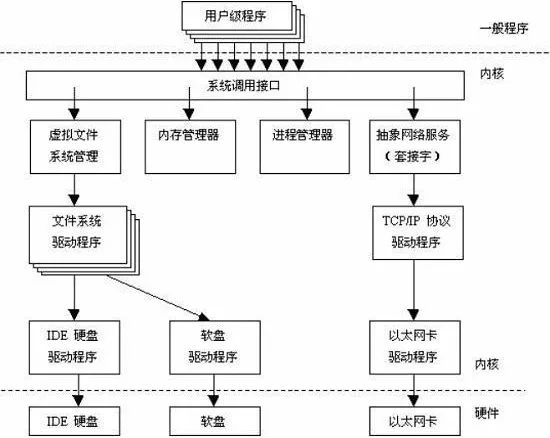 用户级程序
一般程序
系统调用接口
内核
虚拟文件
系统管理
内存管理器
进程管理器
抽象网络服务
（套接字）
文件系统
驱动程序
TCP/IP 协议
驱动程序
IDE 硬盘
驱动程序
软盘
驱动程序
以太网卡
驱动程序
内核
IDE 硬盘
软盘
以太网卡
硬件